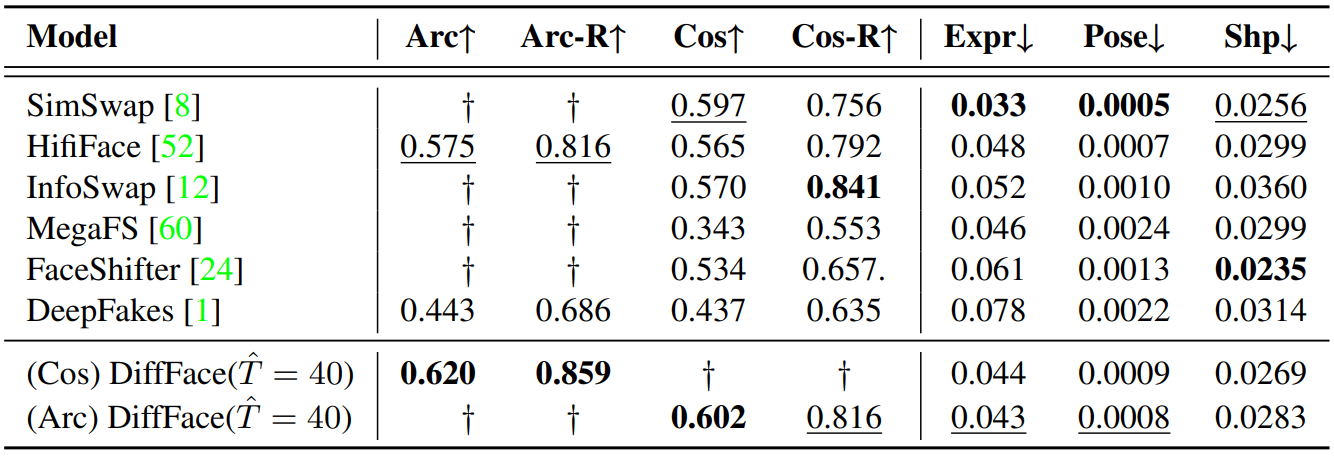 Model Arc↑ Arc-R↑ Cos↑ Cos-R↑ Expr↓ Pose↓ Shp↓
SimSwap [8] † † 0.597 0.756 0.033 0.0005 0.0256
HifiFace [52] 0.575 0.816 0.565 0.792 0.048 0.0007 0.0299
InfoSwap [12] † † 0.570 0.841 0.052 0.0010 0.0360
MegaFS [60] † † 0.343 0.553 0.046 0.0024 0.0299
FaceShifter [24] † † 0.534 0.657. 0.061 0.0013 0.0235
DeepFakes [1] 0.443 0.686 0.437 0.635 0.078 0.0022 0.0314
(Cos) DiffFace(T̂ = 40) 0.620 0.859 † † 0.044 0.0009 0.0269
(Arc) DiffFace(T̂ = 40) † † 0.602 0.816 0.043 0.0008 0.0283